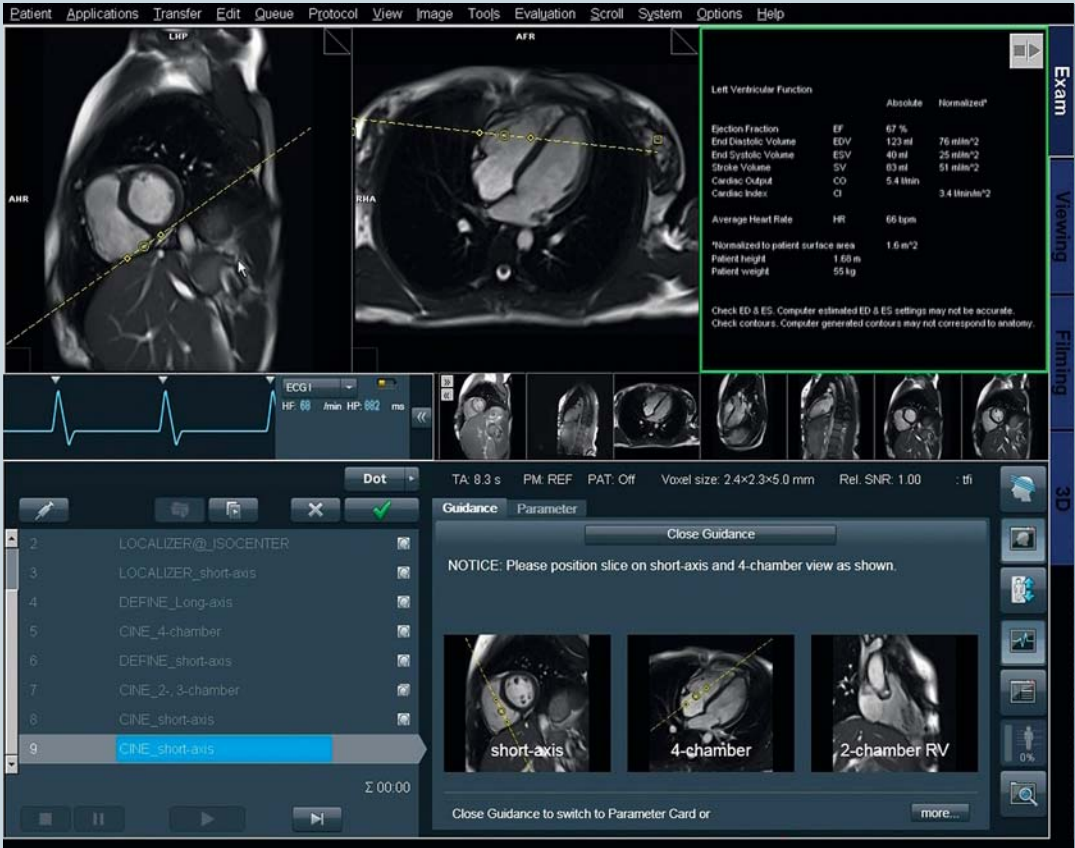 Patient Applications Transfer Edit Queue Protocol View Image Tools Evaluation Scroll System Options Help
LHP
AFR
AHR
RHA
Left Ventricular Function
Absolute Normalized*
Ejection Fraction EF 67 %
End Diastolic Volume EDV 123 ml 76 ml/m^2
End Systolic Volume ESV 40 ml 25 ml/m^2
Stroke Volume SV 83 ml 51 ml/m^2
Cardiac Output CO 5.4 l/min
Cardiac Index CI 3.4 l/min/m^2
Average Heart Rate HR 66 bpm
*Normalized to patient surface area 1.6 m^2
Patient height 1.68 m
Patient weight 55 kg
Check ED & ES. Computer estimated ED & ES settings may not be accurate.
Check contours. Computer generated contours may not correspond to anatomy.
Exam
Viewing
Filming
3D
ECG1
HF: 68 /min HP: 882 ms
Dot
TA: 8.3 s PM: REF PAT: Off Voxel size: 2.4×2.3×5.0 mm Rel. SNR: 1.00 : tfi
Guidance Parameter
Close Guidance
NOTICE: Please position slice on short-axis and 4-chamber view as shown.
2 LOCALIZER@_ISOCENTER
3 LOCALIZER_short-axis
4 DEFINE_Long-axis
5 CINE_4-chamber
6 DEFINE_short-axis
7 CINE_2-, 3-chamber
8 CINE_short-axis
9 CINE_short-axis
short-axis
4-chamber
2-chamber RV
Σ 00:00
Close Guidance to switch to Parameter Card or more...
0%